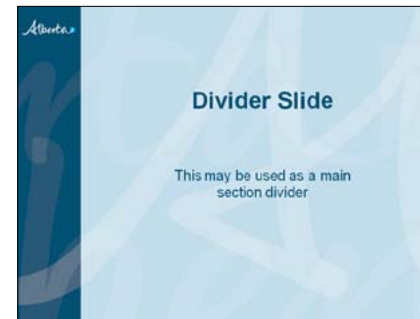 Alberta
Divider Slide
This may be used as a main
section divider